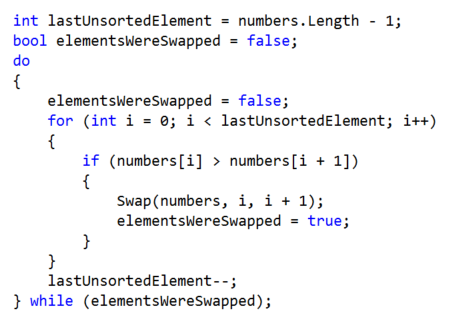 int lastUnsortedElement = numbers.Length - 1;
bool elementsWereSwapped = false;
do
{
    elementsWereSwapped = false;
    for (int i = 0; i < lastUnsortedElement; i++)
    {
        if (numbers[i] > numbers[i + 1])
        {
            Swap(numbers, i, i + 1);
            elementsWereSwapped = true;
        }
    }
    lastUnsortedElement--;
} while (elementsWereSwapped);